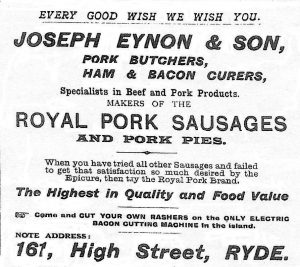 EVERY GOOD WISH WE WISH YOU.
JOSEPH EYNON & SON,
PORK BUTCHERS,
HAM & BACON CURERS,
Specialists in Beef and Pork Products.
MAKERS OF THE
ROYAL PORK SAUSAGES
AND PORK PIES.
When you have tried all other Sausages and failed
to get that satisfaction so much desired by the
Epicure, then try the Royal Pork Brand.
The Highest in Quality and Food Value
Come and CUT YOUR OWN RASHERS on the ONLY ELECTRIC
BACON CUTTING MACHINE in the island.
NOTE ADDRESS:
161, High Street, RYDE.